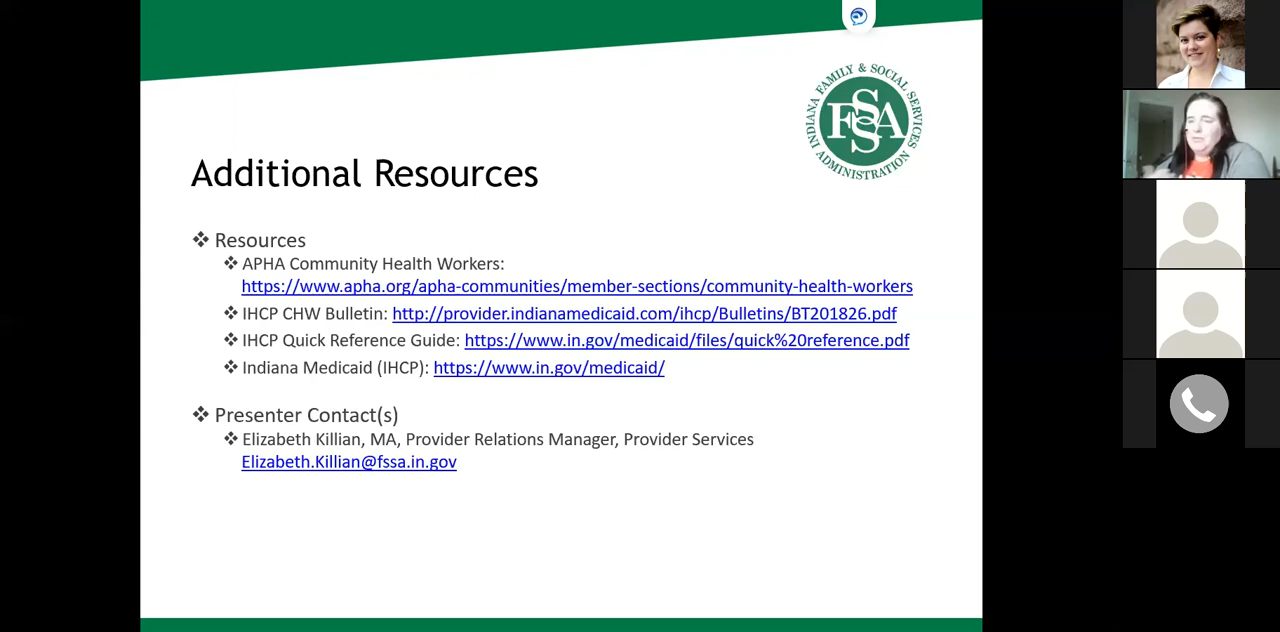 INDIANA FAMILY & SOCIAL SERVICES ADMINISTRATION
FSSA
Additional Resources
❖ Resources
❖ APHA Community Health Workers:
https://www.apha.org/apha-communities/member-sections/community-health-workers
❖ IHCP CHW Bulletin: http://provider.indianamedicaid.com/ihcp/Bulletins/BT201826.pdf
❖ IHCP Quick Reference Guide: https://www.in.gov/medicaid/files/quick%20reference.pdf
❖ Indiana Medicaid (IHCP): https://www.in.gov/medicaid/
❖ Presenter Contact(s)
❖ Elizabeth Killian, MA, Provider Relations Manager, Provider Services
Elizabeth.Killian@fssa.in.gov